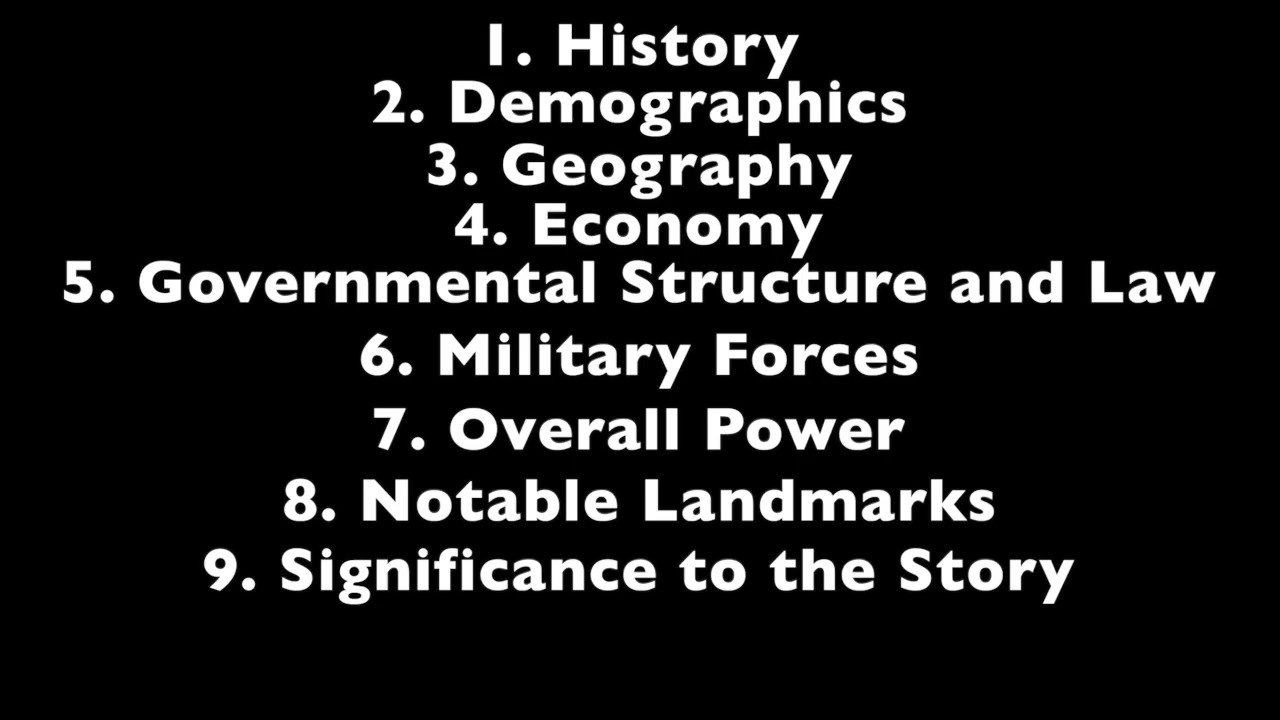 1. History
2. Demographics
3. Geography
4. Economy
5. Governmental Structure and Law
6. Military Forces
7. Overall Power
8. Notable Landmarks
9. Significance to the Story